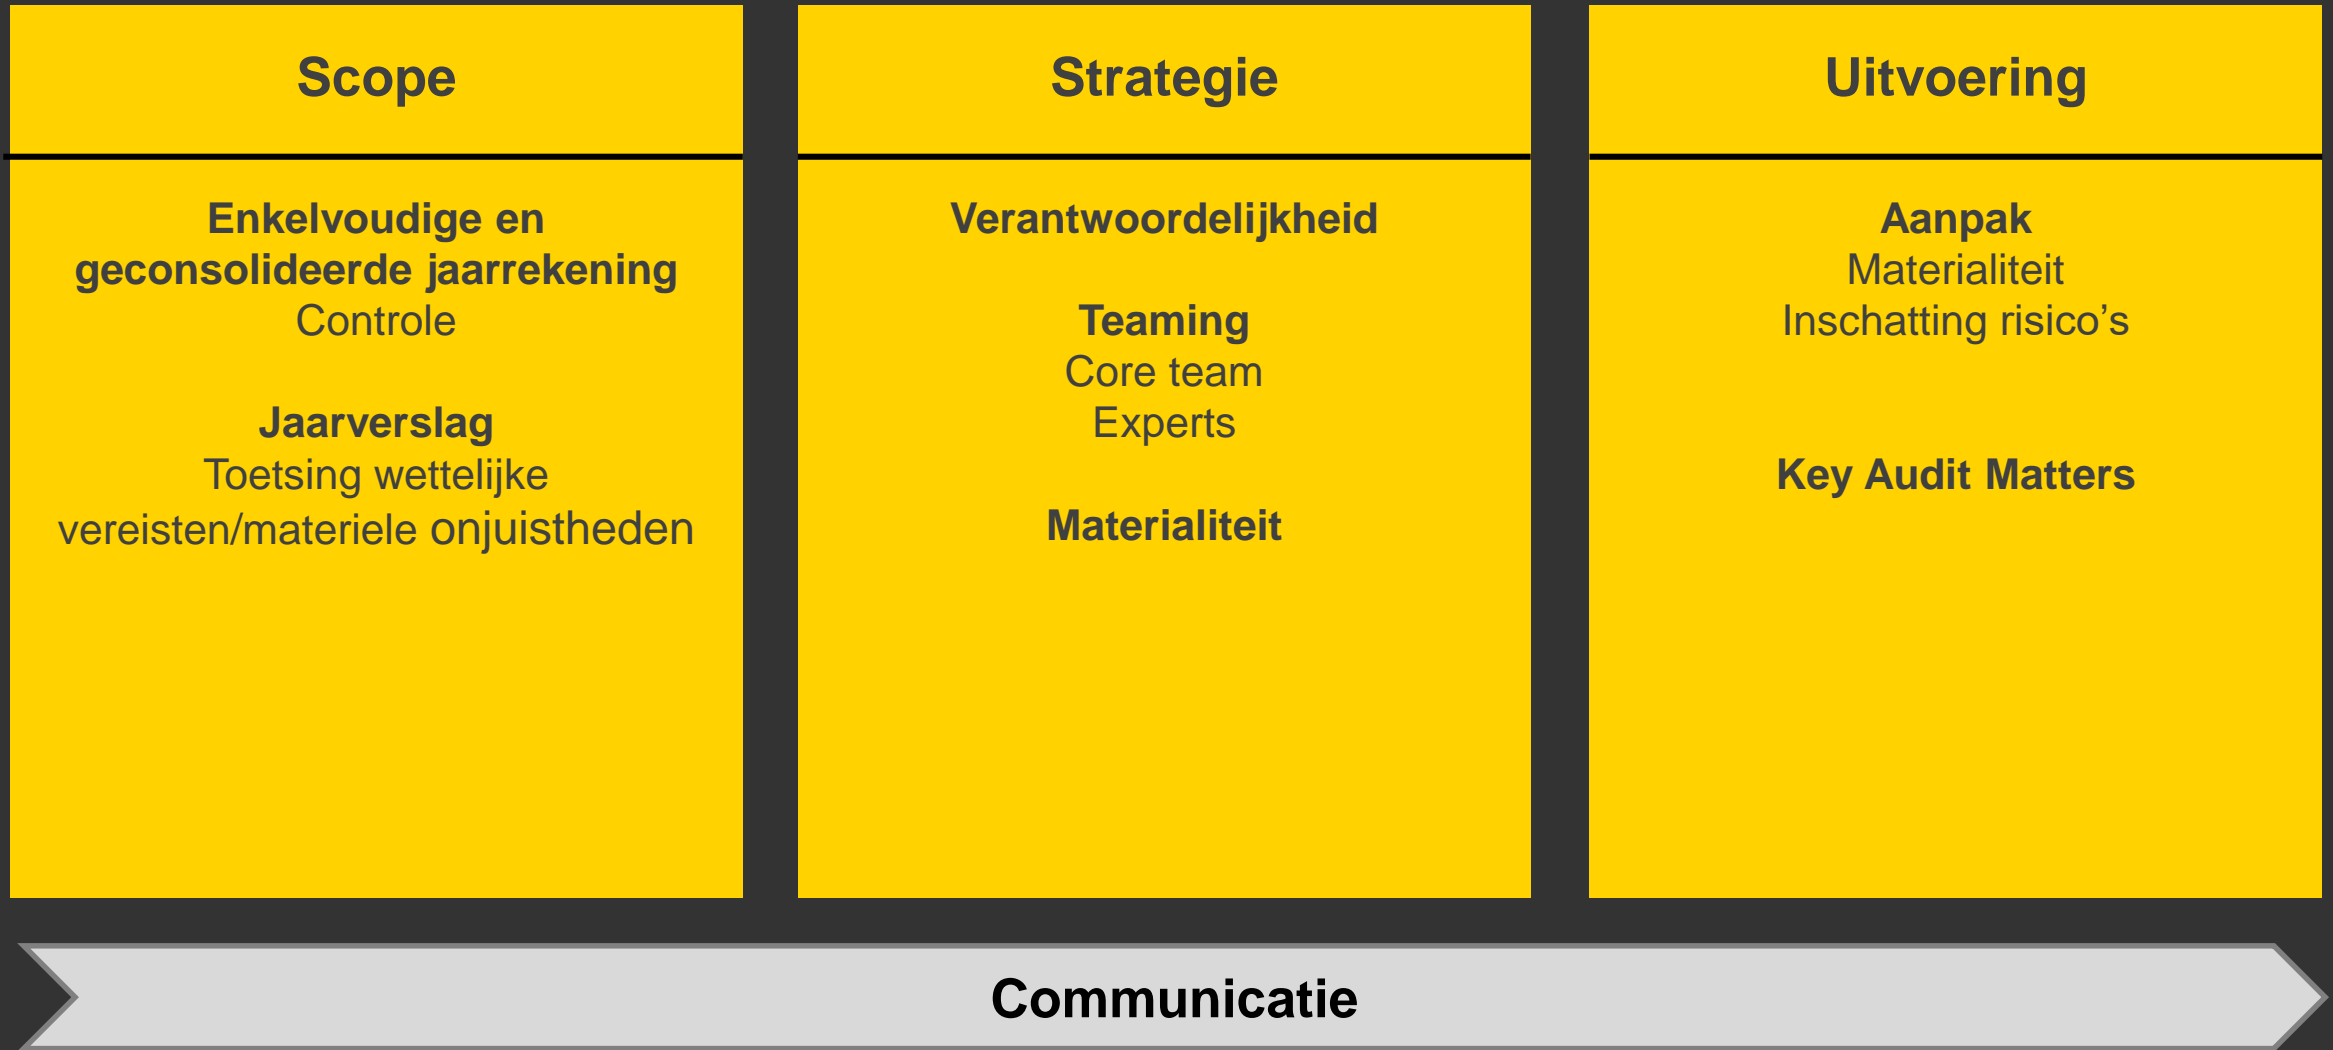 Scope
Enkelvoudige en
geconsolideerde jaarrekening
Controle
Jaarverslag
Toetsing wettelijke
vereisten/materiele onjuistheden
Strategie
Verantwoordelijkheid
Teaming
Core team
Experts
Materialiteit
Uitvoering
Aanpak
Materialiteit
Inschatting risico’s
Key Audit Matters
Communicatie